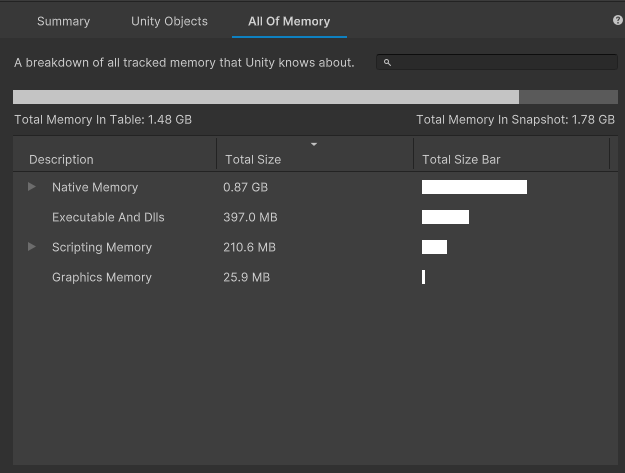 Summary Unity Objects All Of Memory ?
A breakdown of all tracked memory that Unity knows about.
Total Memory In Table: 1.48 GB Total Memory In Snapshot: 1.78 GB
Description Total Size Total Size Bar
Native Memory 0.87 GB
Executable And Dlls 397.0 MB
Scripting Memory 210.6 MB
Graphics Memory 25.9 MB